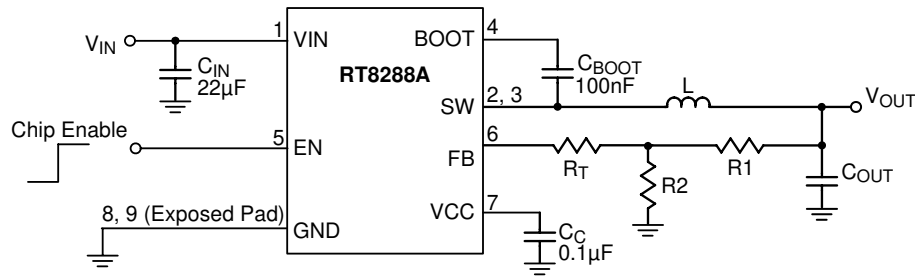 VIN
1
VIN
CIN
22μF
RT8288A
BOOT
4
CBOOT
100nF
SW
2, 3
L
VOUT
Chip Enable
5
EN
FB
6
RT
R2
R1
COUT
8, 9 (Exposed Pad)
GND
VCC
7
CC
0.1μF